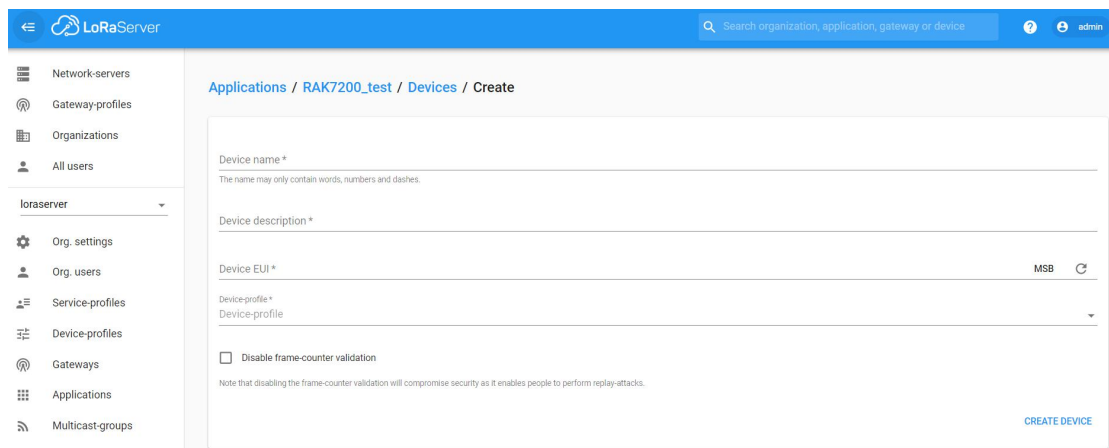 LoRaServer
Search organization, application, gateway or device
? admin
Network-servers
Gateway-profiles
Organizations
All users
loraserver
Org. settings
Org. users
Service-profiles
Device-profiles
Gateways
Applications
Multicast-groups
Applications / RAK7200_test / Devices / Create
Device name *
The name may only contain words, numbers and dashes.
Device description *
Device EUI *
MSB
Device-profile *
Device-profile
Disable frame-counter validation
Note that disabling the frame-counter validation will compromise security as it enables people to perform replay-attacks.
CREATE DEVICE